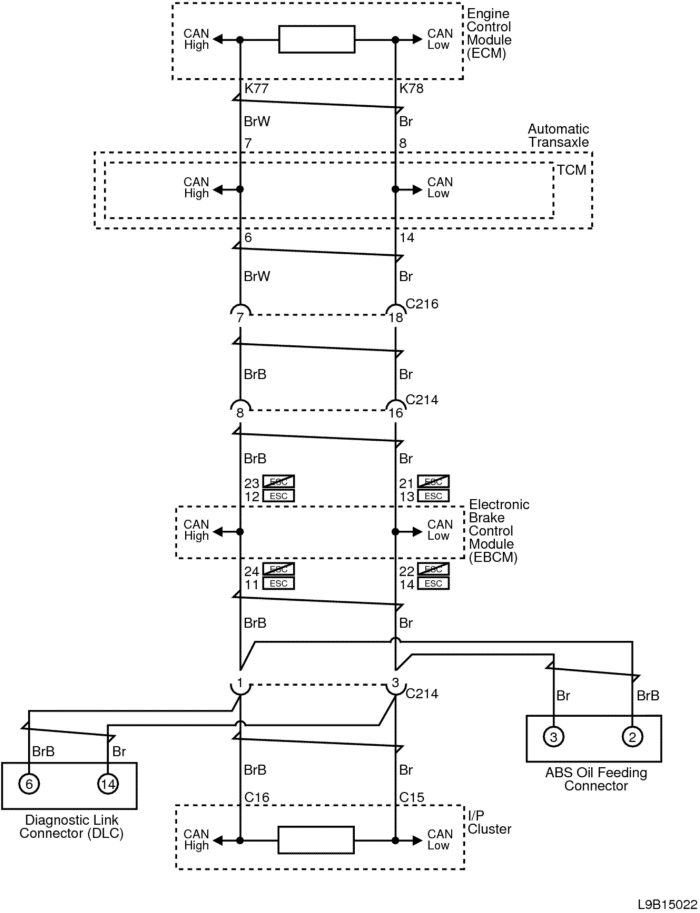 Engine
Control
Module
(ECM)
CAN
High
CAN
Low
K77
K78
BrW
Br
7
8
Automatic
Transaxle
TCM
CAN
High
CAN
Low
6
14
BrW
Br
C216
7
18
BrB
Br
C214
8
16
BrB
Br
23 ESC
21 ESC
12 ESC
13 ESC
Electronic
Brake
Control
Module
(EBCM)
CAN
High
CAN
Low
24 ESC
22 ESC
11 ESC
14 ESC
BrB
Br
1
3
C214
Br
BrB
3
2
ABS Oil Feeding
Connector
BrB
Br
6
14
Diagnostic Link
Connector (DLC)
BrB
Br
C16
C15
I/P
Cluster
CAN
High
CAN
Low
L9B15022